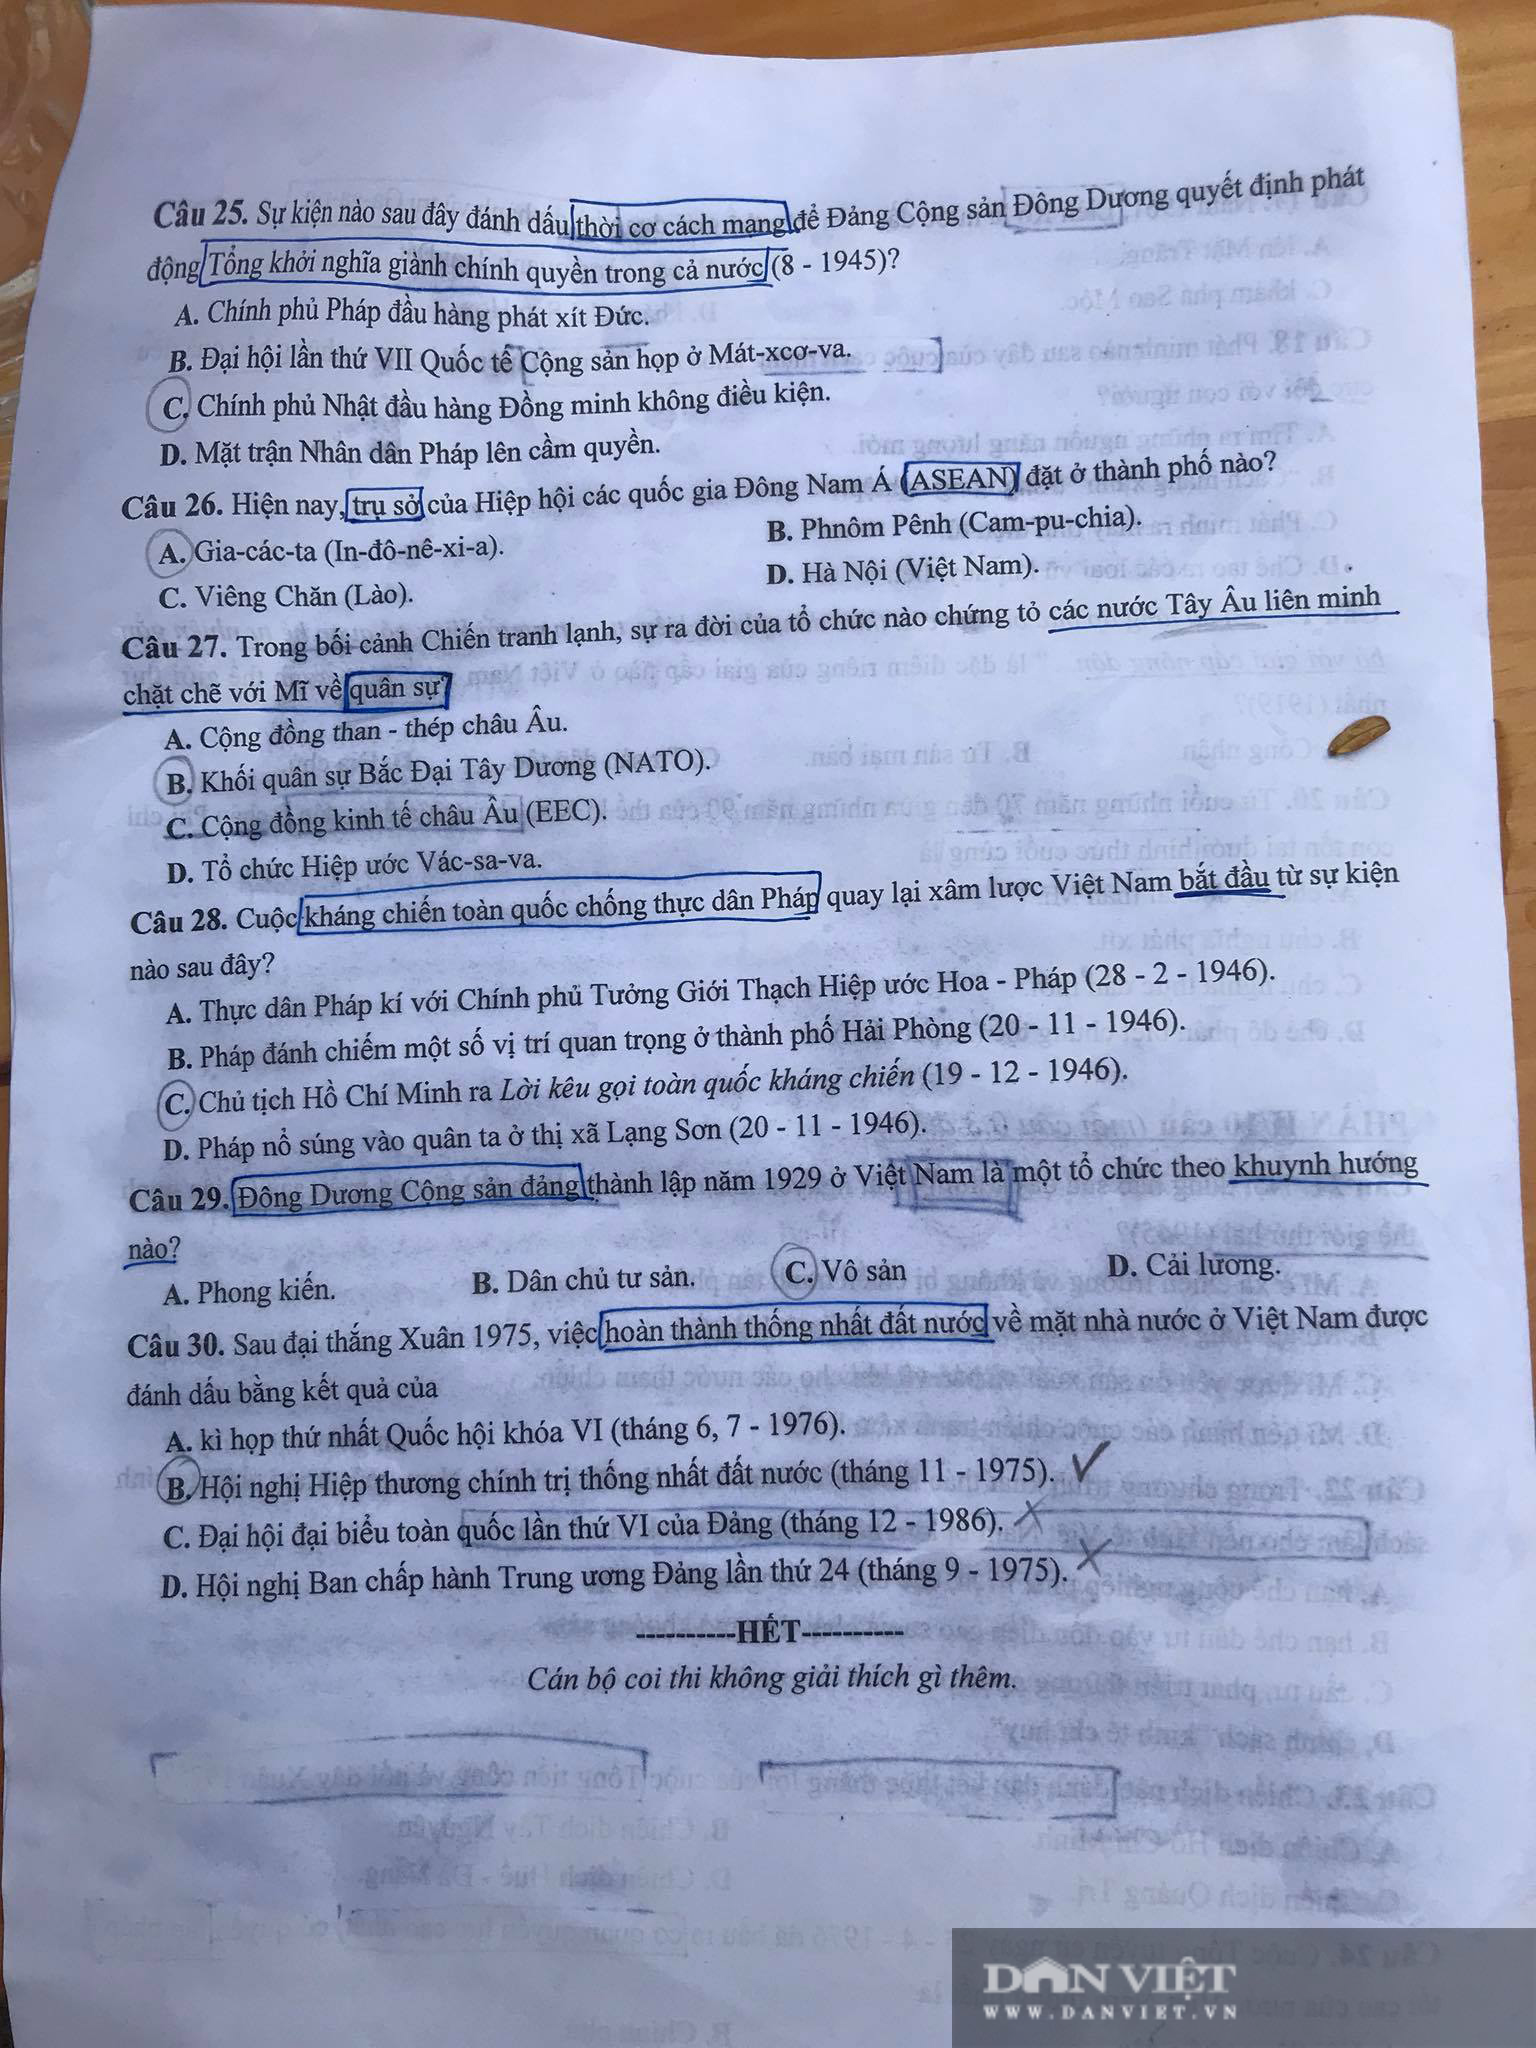 Câu 25. Sự kiện nào sau đây đánh dấu thời cơ cách mạng để Đảng Cộng sản Đông Dương quyết định phát
động Tổng khởi nghĩa giành chính quyền trong cả nước (8 - 1945)?
A. Chính phủ Pháp đầu hàng phát xít Đức.
B. Đại hội lần thứ VII Quốc tế Cộng sản họp ở Mát-xcơ-va.
C. Chính phủ Nhật đầu hàng Đồng minh không điều kiện.
D. Mặt trận Nhân dân Pháp lên cầm quyền.
Câu 26. Hiện nay, trụ sở của Hiệp hội các quốc gia Đông Nam Á (ASEAN) đặt ở thành phố nào?
A. Gia-các-ta (In-đô-nê-xi-a). B. Phnôm Pênh (Cam-pu-chia).
C. Viêng Chăn (Lào). D. Hà Nội (Việt Nam).
Câu 27. Trong bối cảnh Chiến tranh lạnh, sự ra đời của tổ chức nào chứng tỏ các nước Tây Âu liên minh
chặt chẽ với Mĩ về quân sự?
A. Cộng đồng than - thép châu Âu.
B. Khối quân sự Bắc Đại Tây Dương (NATO).
C. Cộng đồng kinh tế châu Âu (EEC).
D. Tổ chức Hiệp ước Vác-sa-va.
Câu 28. Cuộc kháng chiến toàn quốc chống thực dân Pháp quay lại xâm lược Việt Nam bắt đầu từ sự kiện
nào sau đây?
A. Thực dân Pháp kí với Chính phủ Tưởng Giới Thạch Hiệp ước Hoa - Pháp (28 - 2 - 1946).
B. Pháp đánh chiếm một số vị trí quan trọng ở thành phố Hải Phòng (20 - 11 - 1946).
C. Chủ tịch Hồ Chí Minh ra Lời kêu gọi toàn quốc kháng chiến (19 - 12 - 1946).
D. Pháp nổ súng vào quân ta ở thị xã Lạng Sơn (20 - 11 - 1946).
Câu 29. Đông Dương Cộng sản đảng thành lập năm 1929 ở Việt Nam là một tổ chức theo khuynh hướng
nào?
A. Phong kiến. B. Dân chủ tư sản. C. Vô sản D. Cải lương.
Câu 30. Sau đại thắng Xuân 1975, việc hoàn thành thống nhất đất nước về mặt nhà nước ở Việt Nam được
đánh dấu bằng kết quả của
A. kì họp thứ nhất Quốc hội khóa VI (tháng 6, 7 - 1976).
B. Hội nghị Hiệp thương chính trị thống nhất đất nước (tháng 11 - 1975).
C. Đại hội đại biểu toàn quốc lần thứ VI của Đảng (tháng 12 - 1986).
D. Hội nghị Ban chấp hành Trung ương Đảng lần thứ 24 (tháng 9 - 1975).
----------HẾT----------
Cán bộ coi thi không giải thích gì thêm.
DÂN VIỆT
WWW.DANVIET.VN